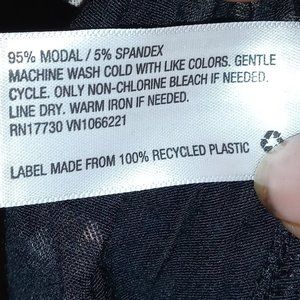 95% MODAL / 5% SPANDEX
MACHINE WASH COLD WITH LIKE COLORS. GENTLE
CYCLE. ONLY NON-CHLORINE BLEACH IF NEEDED.
LINE DRY. WARM IRON IF NEEDED.
RN17730 VN1066221
LABEL MADE FROM 100% RECYCLED PLASTIC